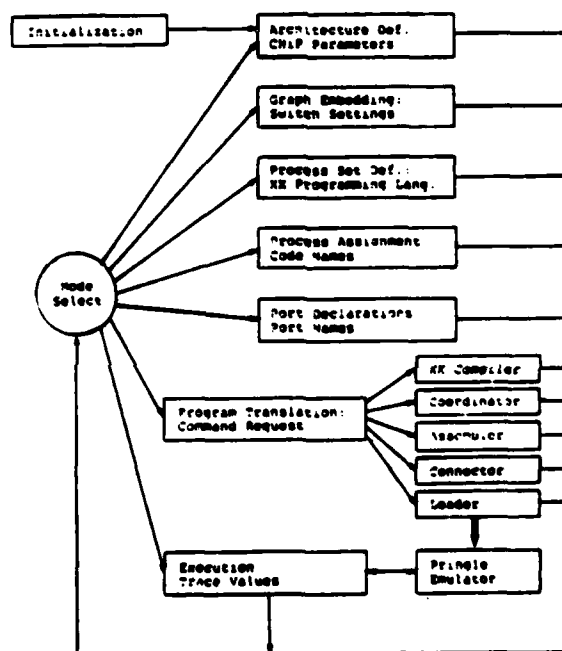 Initialization
Architecture Def.
CHiP Parameters
Graph Embedding:
Switch Settings
Process Set Def.:
XX Programming Lang.
Process Assignment
Code Names
Mode
Select
Port Declarations
Port Names
XX Compiler
Program Translation:
Command Request
Coordinator
Assembler
Connector
Loader
Execution
Trace Values
Pringle
Emulator